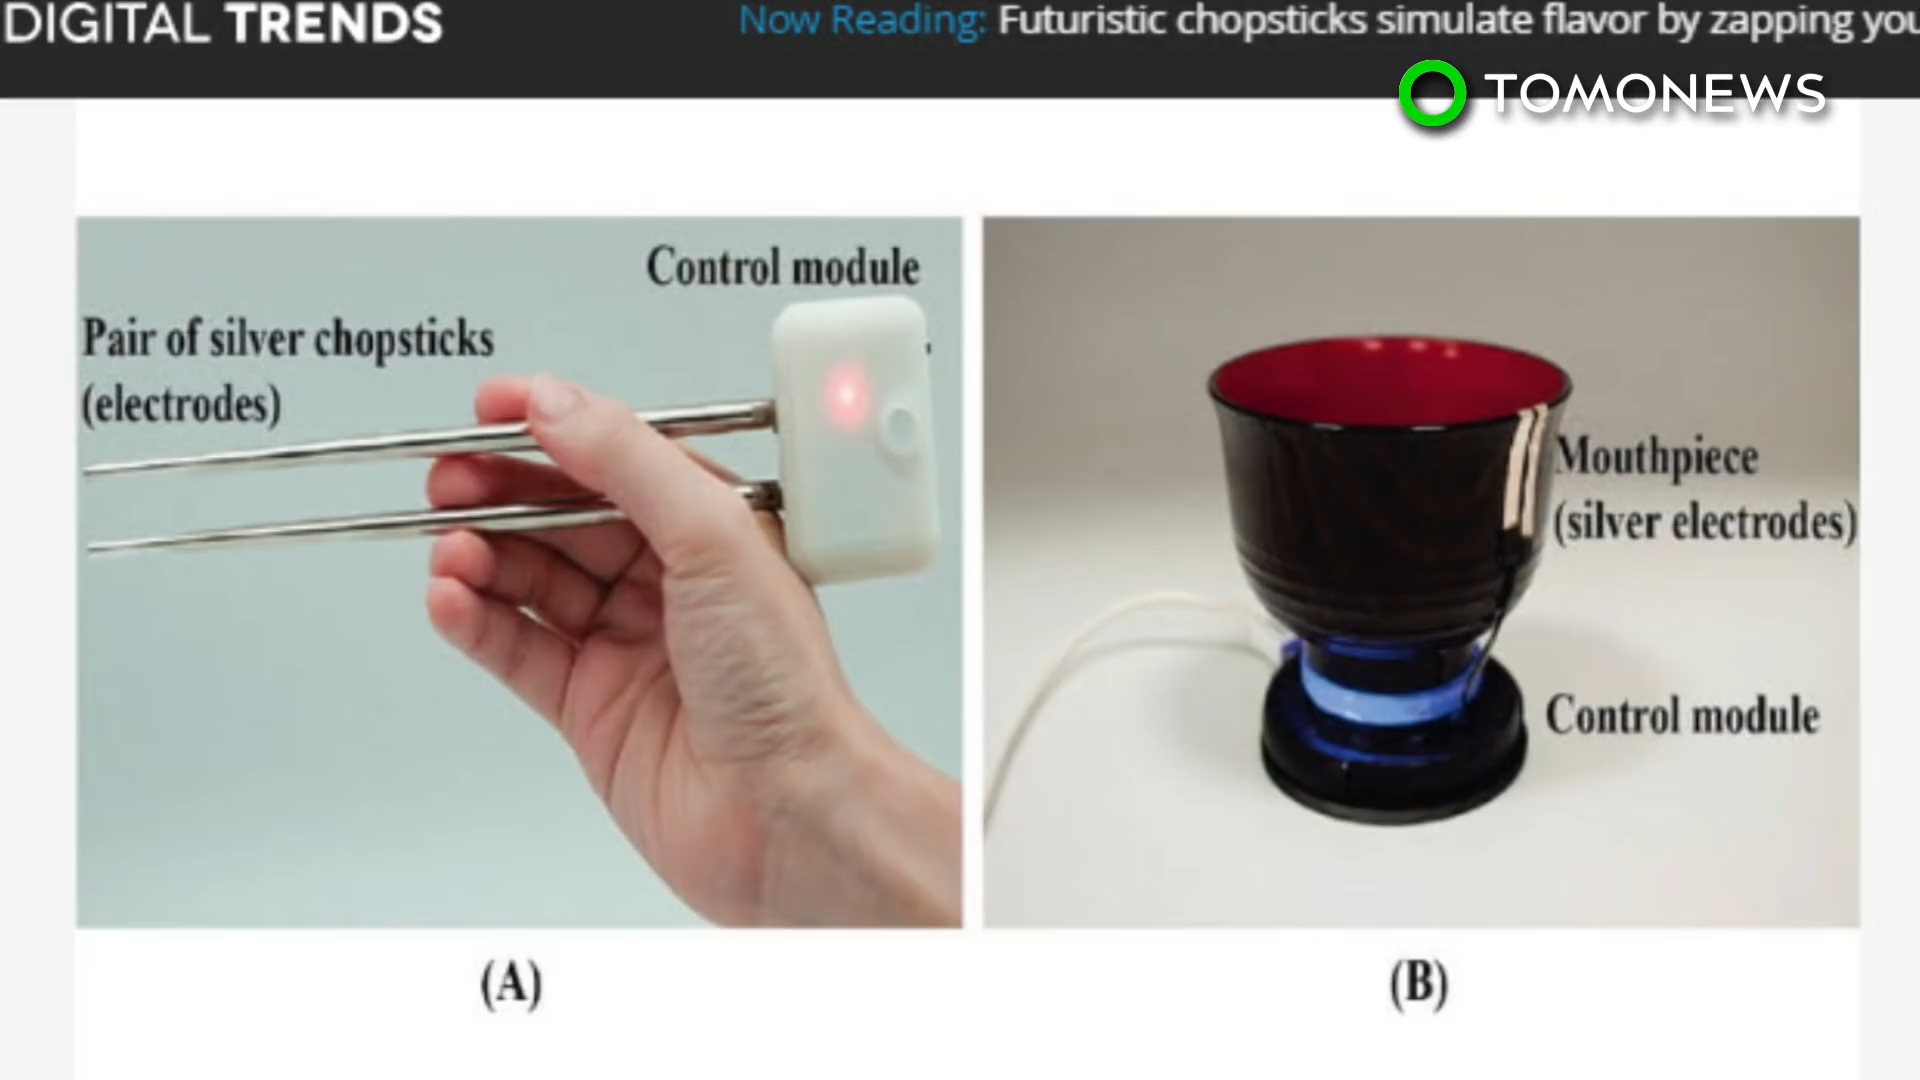 DIGITAL TRENDS
Now Reading: Futuristic chopsticks simulate flavor by zapping you
TOMONEWS
Control module
Pair of silver chopsticks
(electrodes)
Mouthpiece
(silver electrodes)
Control module
(A)
(B)